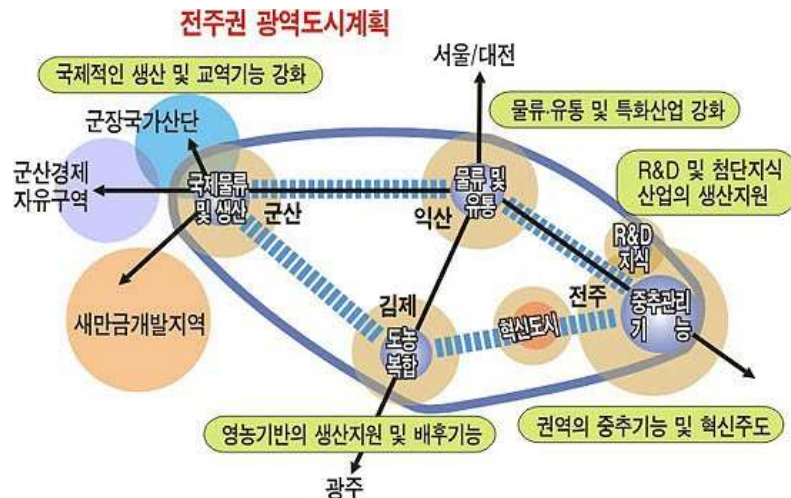 전주권 광역도시계획
서울/대전
국제적인 생산 및 교역기능 강화
물류·유통 및 특화산업 강화
군장국가산단
R&D 및 첨단지식
산업의 생산지원
군산경제
자유구역
국제물류
및 생산
군산
물류 및
유통
익산
R&D
지식
새만금개발지역
김제
도농
복합
혁신도시
전주
중추관리
기 능
영농기반의 생산지원 및 배후기능
권역의 중추기능 및 혁신주도
광주